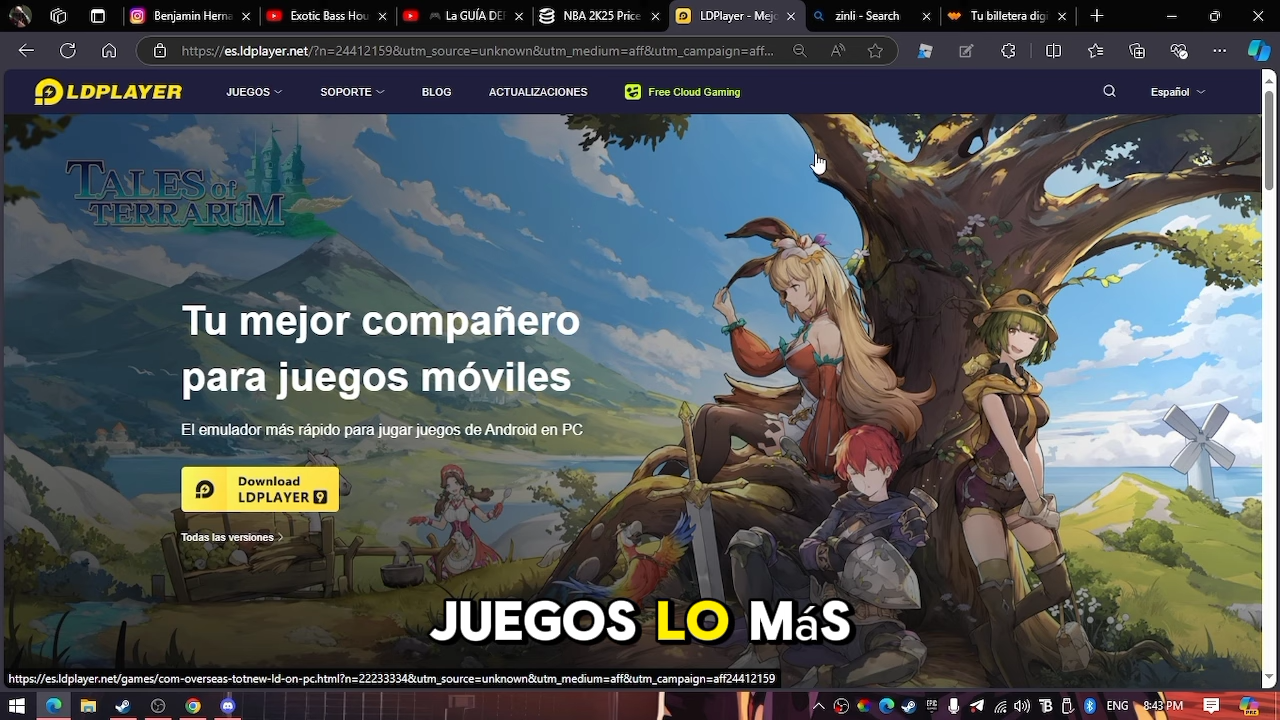 Benjamin Herna
Exotic Bass Hou
La GUÍA DEF
NBA 2K25 Price
LDPlayer - Mejo
zinli - Search
Tu billetera digi
https://es.ldplayer.net/?n=24412159&utm_source=unknown&utm_medium=aff&utm_campaign=aff...
LDPLAYER
JUEGOS
SOPORTE
BLOG
ACTUALIZACIONES
Free Cloud Gaming
Español
TALES of
TERRARUM
Tu mejor compañero
para juegos móviles
El emulador más rápido para jugar juegos de Android en PC
Download
LDPLAYER 9
Todas las versiones
JUEGOS LO MáS
https://es.ldplayer.net/games/com-overseas-totnew-ld-on-pc.html?n=22233334&utm_source=unknown&utm_medium=aff&utm_campaign=aff24412159
ENG
8:43 PM